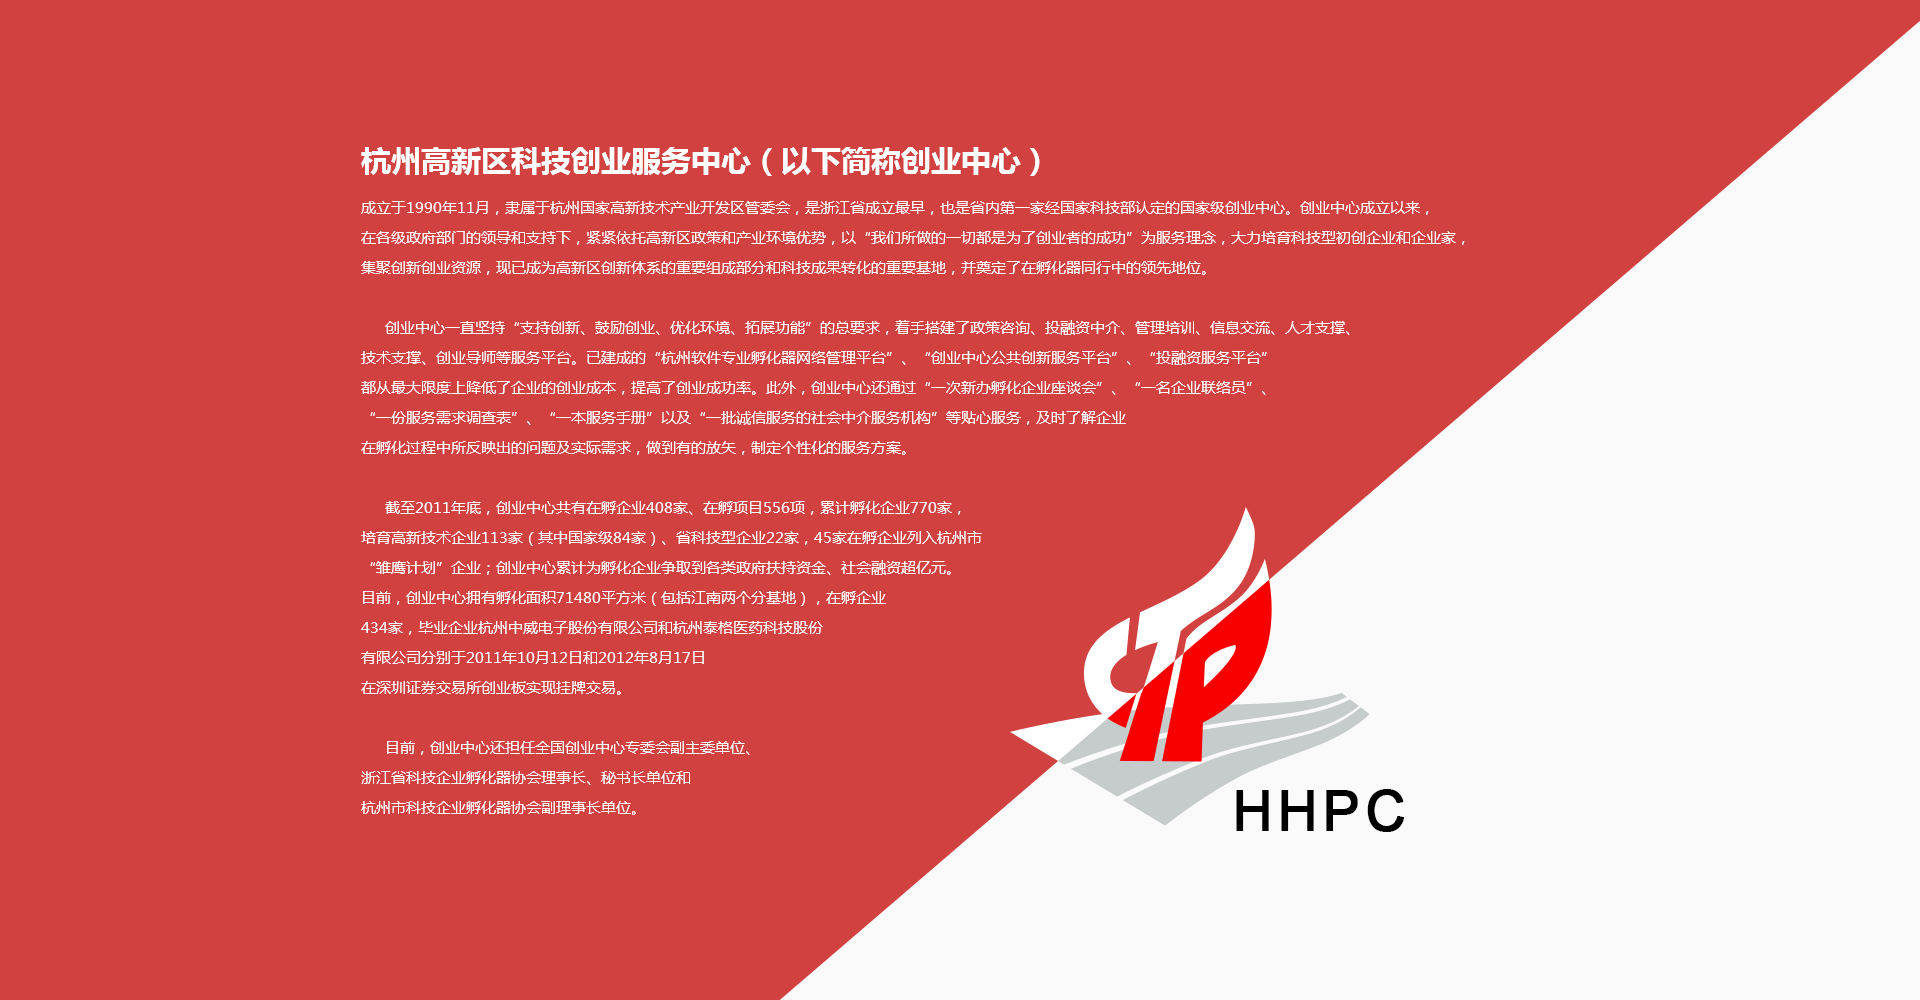 杭州高新区科技创业服务中心（以下简称创业中心）
成立于1990年11月，隶属于杭州国家高新技术产业开发区管委会，是浙江省成立最早，也是省内第一家经国家科技部认定的国家级创业中心。创业中心成立以来，
在各级政府部门的领导和支持下，紧紧依托高新区政策和产业环境优势，以“我们所做的一切都是为了创业者的成功”为服务理念，大力培育科技型初创企业和企业家，
集聚创新创业资源，现已成为高新区创新体系的重要组成部分和科技成果转化的重要基地，并奠定了在孵化器同行中的领先地位。
创业中心一直坚持“支持创新、鼓励创业、优化环境、拓展功能”的总要求，着手搭建了政策咨询、投融资中介、管理培训、信息交流、人才支撑、
技术支撑、创业导师等服务平台。已建成的“杭州软件专业孵化器网络管理平台”、“创业中心公共创新服务平台”、“投融资服务平台”
都从最大限度上降低了企业的创业成本，提高了创业成功率。此外，创业中心还通过“一次新办孵化企业座谈会”、“一名企业联络员”、
“一份服务需求调查表”、“一本服务手册”以及“一批诚信服务的社会中介服务机构”等贴心服务，及时了解企业
在孵化过程中所反映出的问题及实际需求，做到有的放矢，制定个性化的服务方案。
截至2011年底，创业中心共有在孵企业408家、在孵项目556项，累计孵化企业770家，
培育高新技术企业113家（其中国家级84家）、省科技型企业22家，45家在孵企业列入杭州市
“雏鹰计划”企业；创业中心累计为孵化企业争取到各类政府扶持资金、社会融资超亿元。
目前，创业中心拥有孵化面积71480平方米（包括江南两个分基地），在孵企业
434家，毕业企业杭州中威电子股份有限公司和杭州泰格医药科技股份
有限公司分别于2011年10月12日和2012年8月17日
在深圳证券交易所创业板实现挂牌交易。
目前，创业中心还担任全国创业中心专委会副主委单位、
浙江省科技企业孵化器协会理事长、秘书长单位和
杭州市科技企业孵化器协会副理事长单位。
HHPC